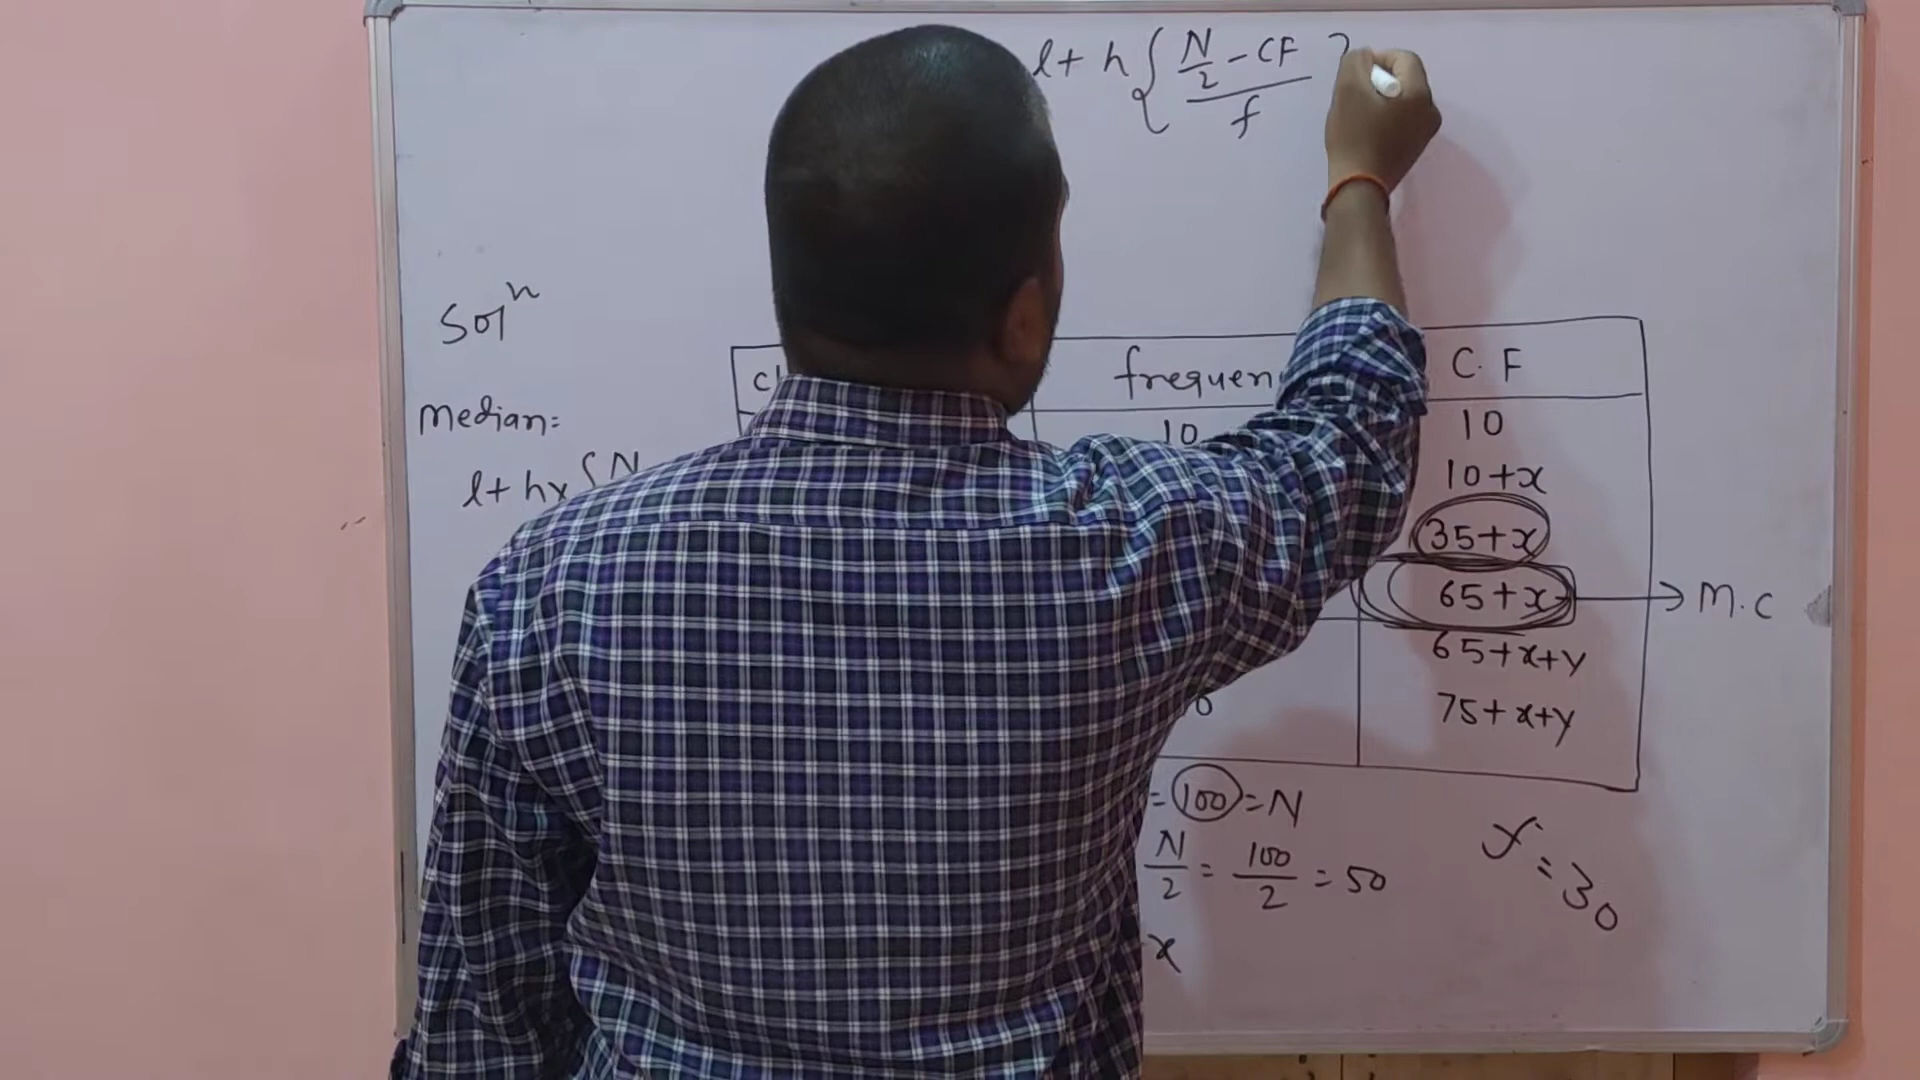 l + h { N/2 - CF / f }
Solⁿ
Median:
l + h x { N
frequen C.F
10 10
10+x
35+x
65+x → M.C
65+x+y
75+x+y
= 100 = N
N/2 = 100/2 = 50
f = 30
x